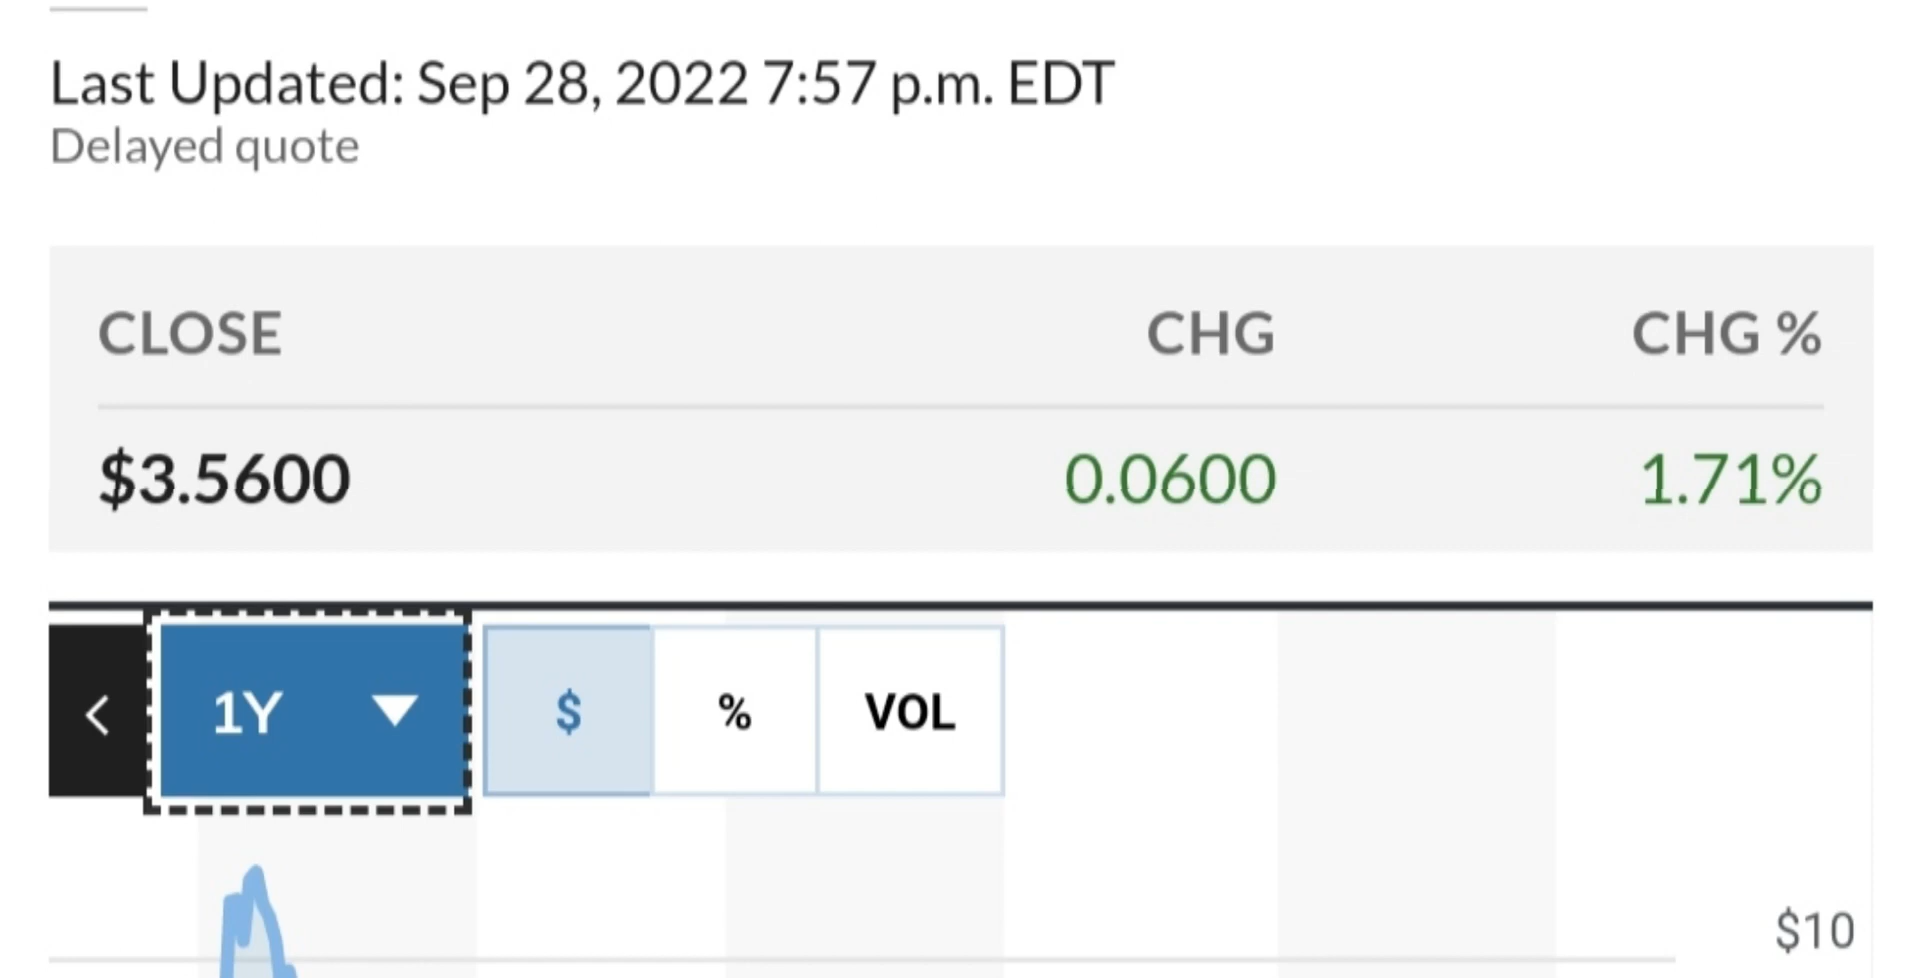 Last Updated: Sep 28, 2022 7:57 p.m. EDT
Delayed quote
CLOSE CHG CHG %
$3.5600 0.0600 1.71%
1Y $ % VOL
$10